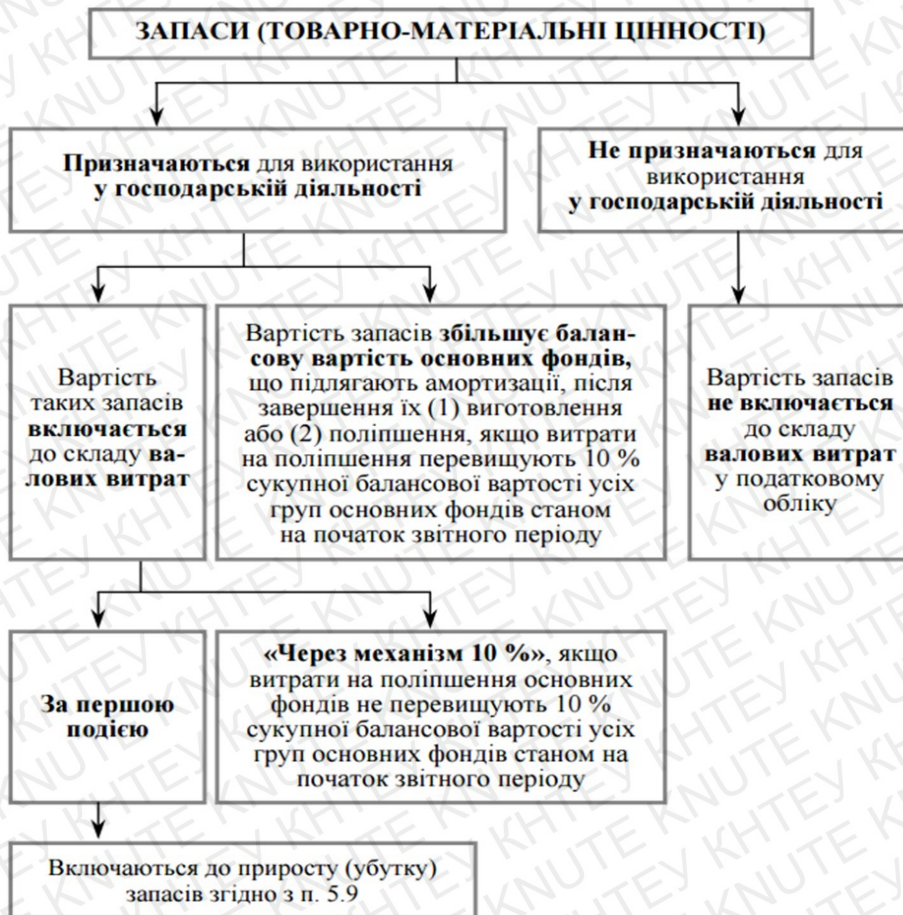 ЗАПАСИ (ТОВАРНО-МАТЕРІАЛЬНІ ЦІННОСТІ)
Призначаються для використання
у господарській діяльності
Не призначаються для
використання
у господарській діяльності
Вартість
таких запасів
включається
до складу ва-
лових витрат
Вартість запасів збільшує балан-
сову вартість основних фондів,
що підлягають амортизації, після
завершення їх (1) виготовлення
або (2) поліпшення, якщо витрати
на поліпшення перевищують 10 %
сукупної балансової вартості усіх
груп основних фондів станом
на початок звітного періоду
Вартість запасів
не включається
до складу
валових витрат
у податковому
обліку
За першою
подією
«Через механізм 10 %», якщо
витрати на поліпшення основних
фондів не перевищують 10 %
сукупної балансової вартості усіх
груп основних фондів станом на
початок звітного періоду
Включаються до приросту (убутку)
запасів згідно з п. 5.9